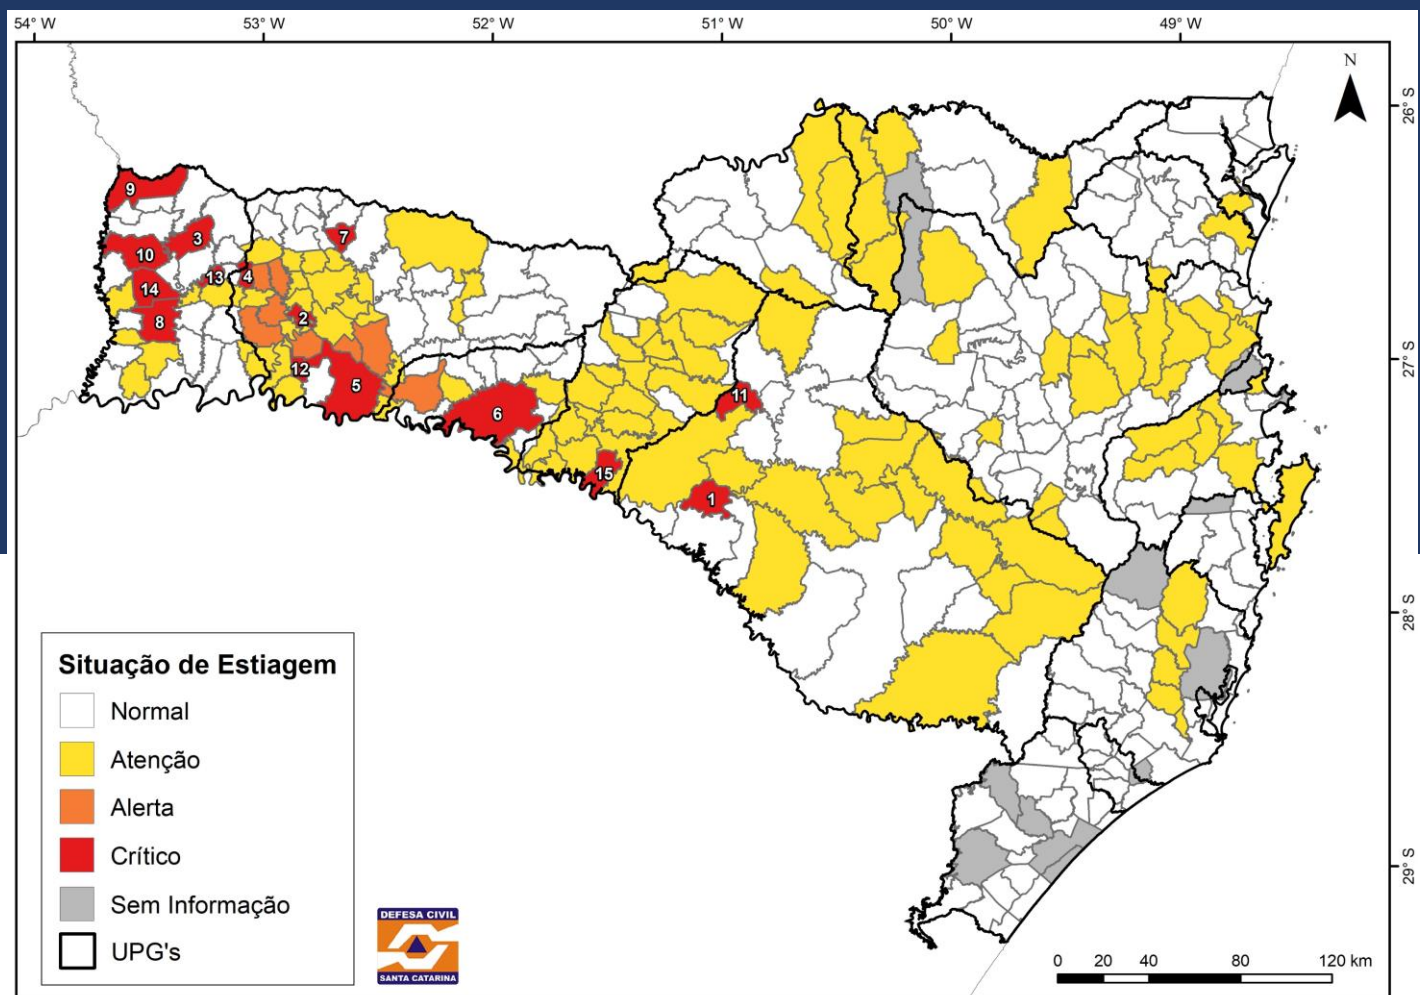 54° W
53° W
52° W
51° W
50° W
49° W
N
26° S
27° S
28° S
29° S
9
3
7
10
13
4
14
2
8
12
5
6
11
15
1
Situação de Estiagem
Normal
Atenção
Alerta
Crítico
Sem Informação
UPG's
DEFESA CIVIL
SANTA CATARINA
0 20 40 80 120 km